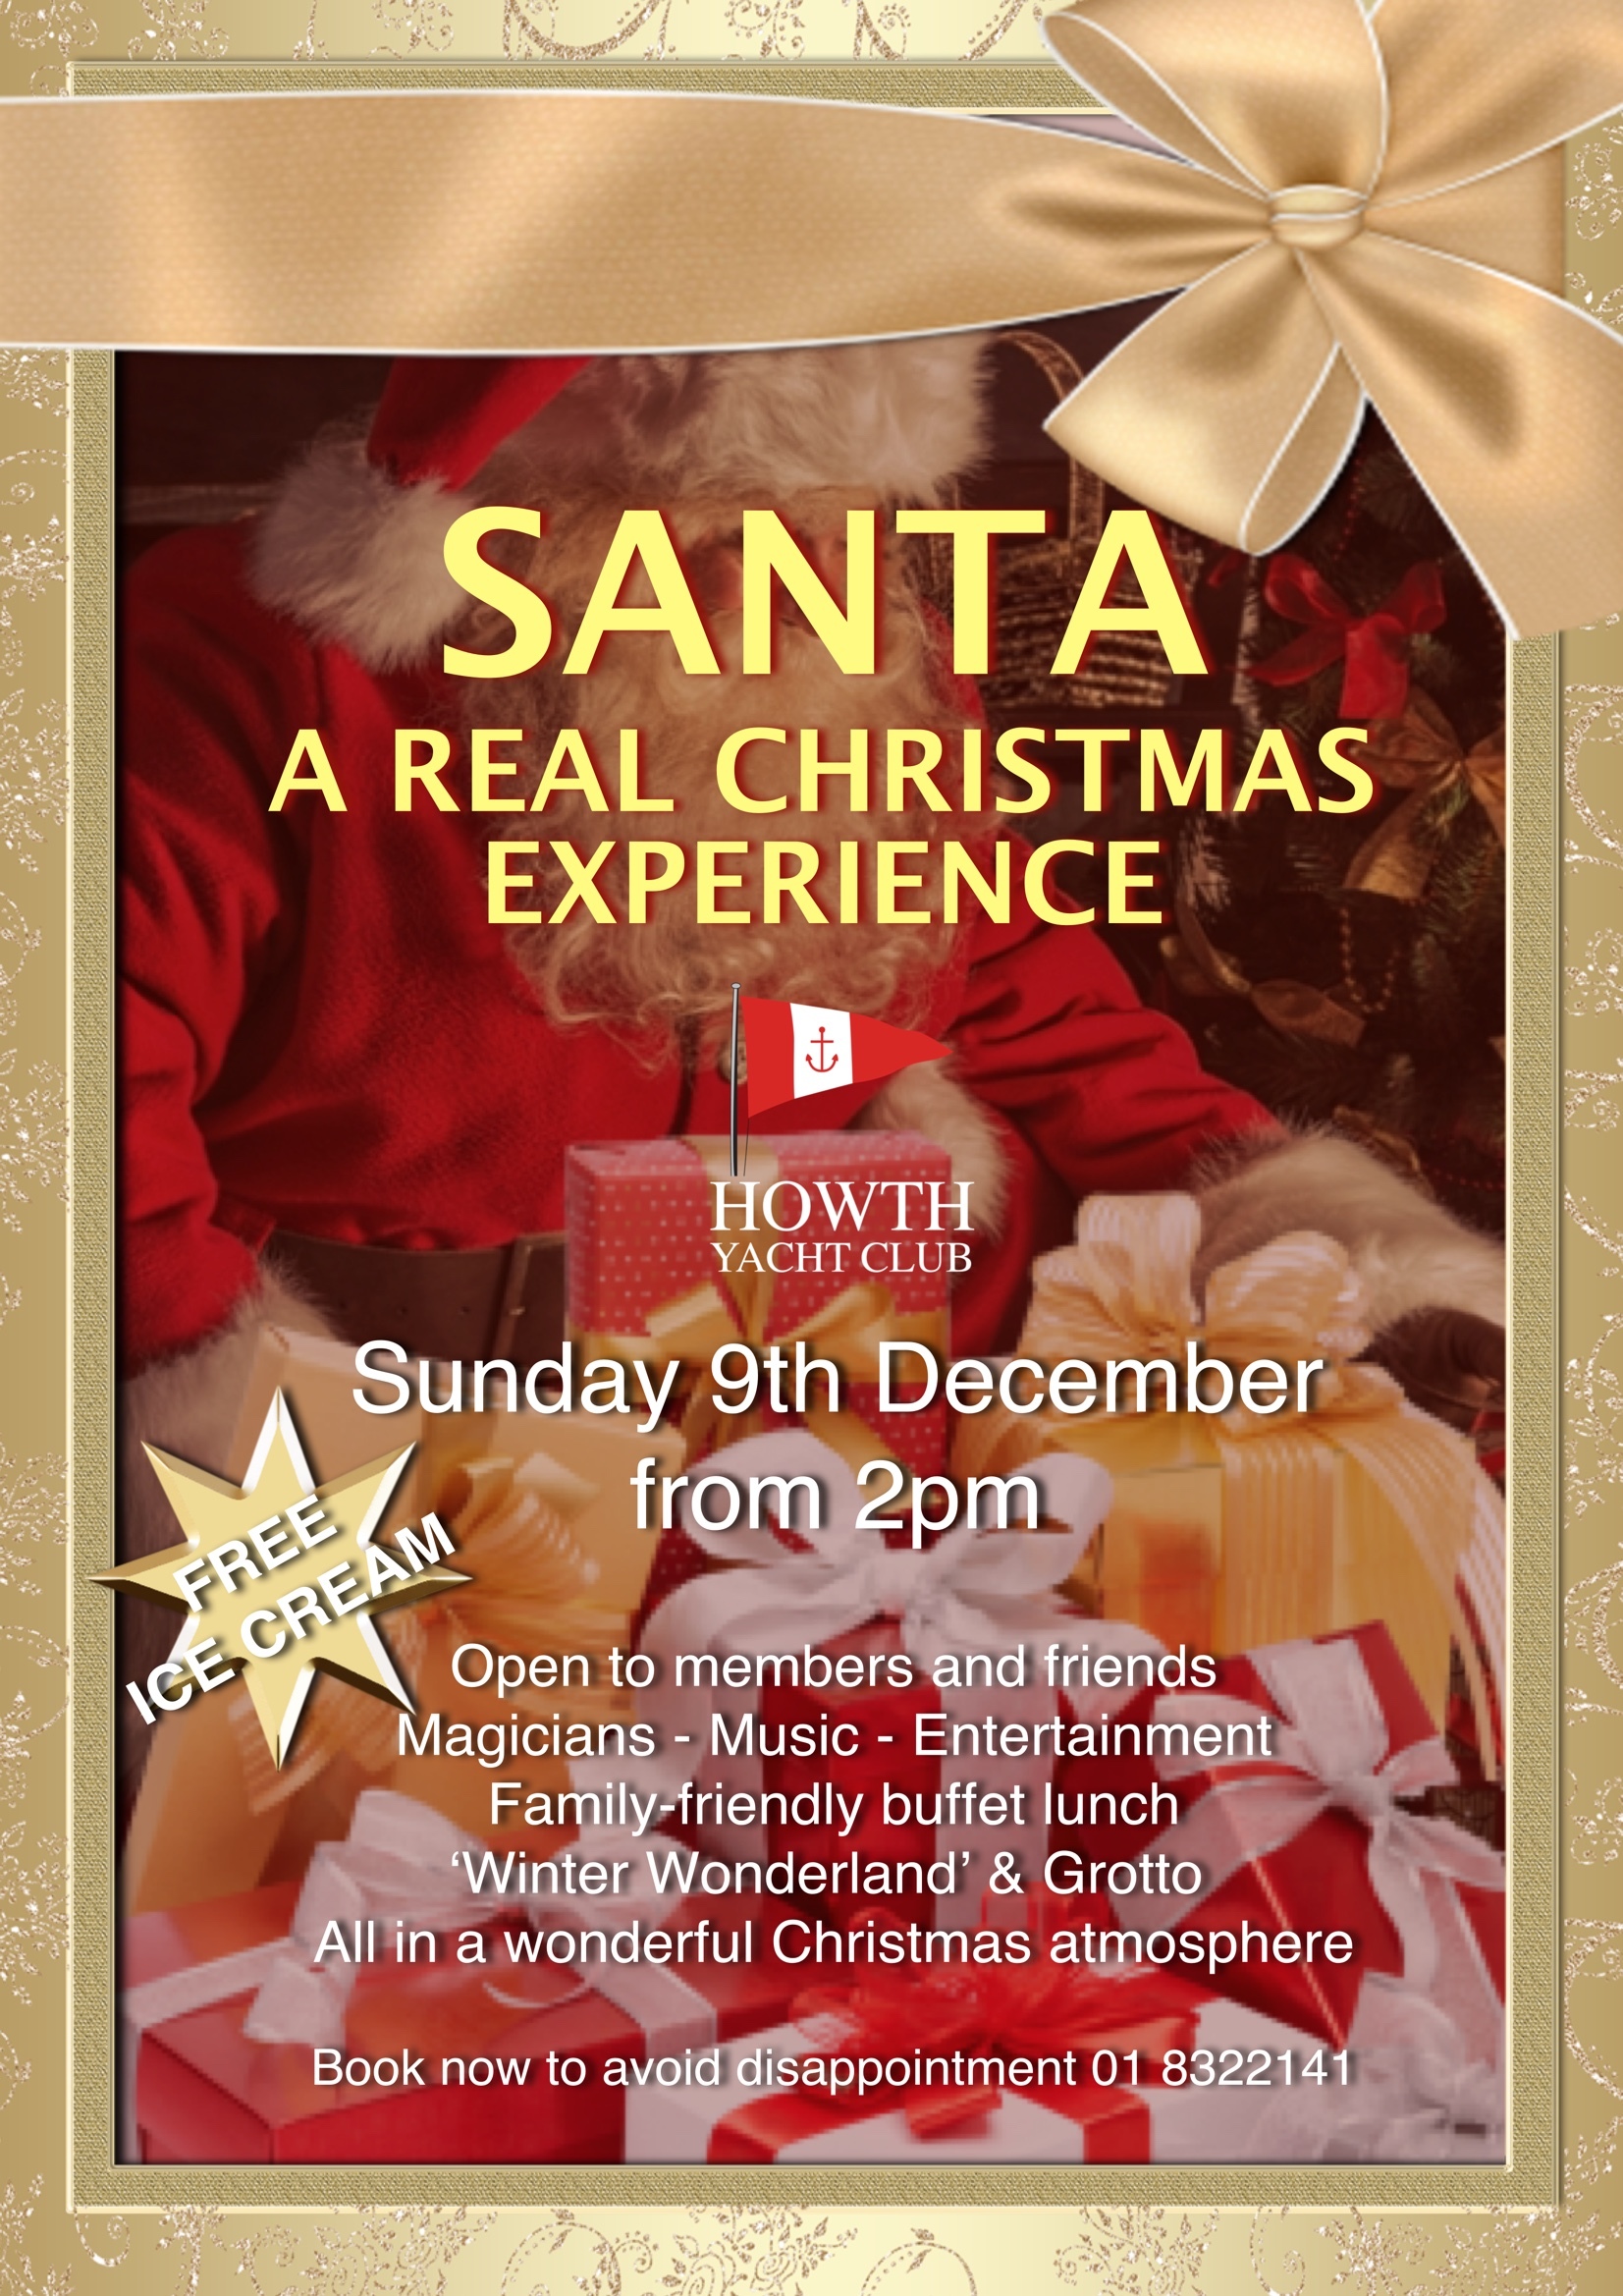 SANTA
A REAL CHRISTMAS
EXPERIENCE
HOWTH
YACHT CLUB
Sunday 9th December
from 2pm
FREE
ICE CREAM
Open to members and friends
Magicians - Music - Entertainment
Family-friendly buffet lunch
‘Winter Wonderland’ & Grotto
All in a wonderful Christmas atmosphere
Book now to avoid disappointment 01 8322141